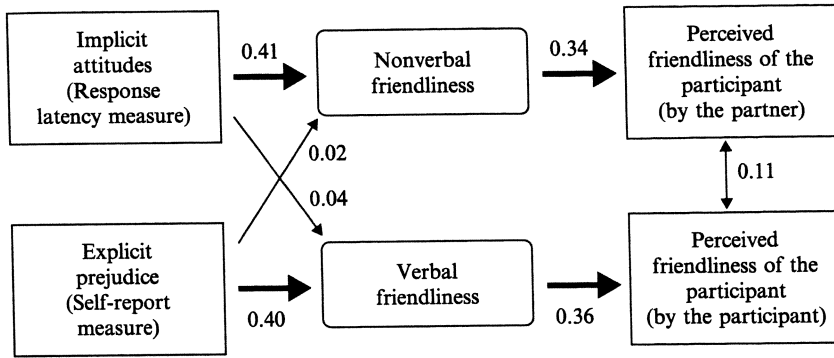 Implicit
attitudes
(Response
latency measure)
0.41
Nonverbal
friendliness
0.34
Perceived
friendliness of the
participant
(by the partner)
0.02
0.04
0.11
Explicit
prejudice
(Self-report
measure)
0.40
Verbal
friendliness
0.36
Perceived
friendliness of the
participant
(by the participant)